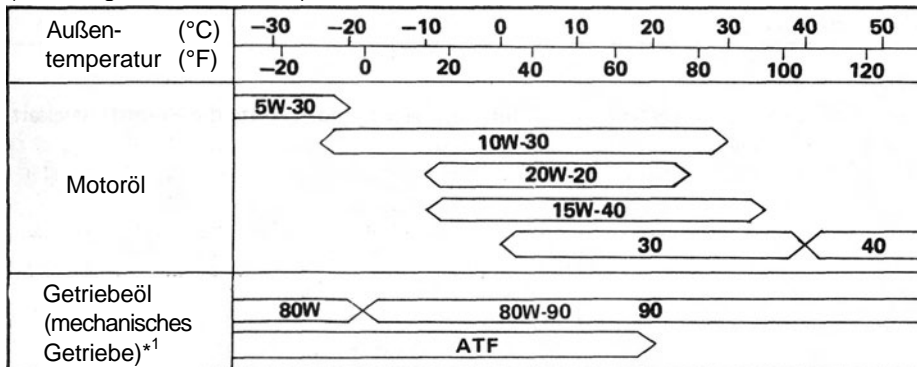 Außen- (°C) −30 −20 −10 0 10 20 30 40 50
temperatur (°F) −20 0 20 40 60 80 100 120
Motoröl
5W-30
10W-30
20W-20
15W-40
30 40
Getriebeöl
(mechanisches
Getriebe)*1
80W 80W-90 90
ATF